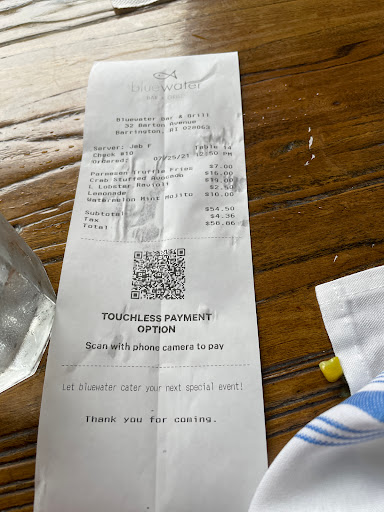 bluewater
BAR + GRILL
Bluewater Bar & Grill
32 Barton Avenue
Barrington, RI 028063
Server: Jeb F
Check #10 Table 14
Ordered: 07/25/21 12:50 PM
Parmesan Truffle Fries $7.00
Crab Stuffed Avocado $16.00
L Lobster Ravioli $19.00
Lemonade $2.50
Watermelon Mint Mojito $10.00
Subtotal $54.50
Tax $4.36
Total $58.86
TOUCHLESS PAYMENT
OPTION
Scan with phone camera to pay
Let bluewater cater your next special event!
Thank you for coming.